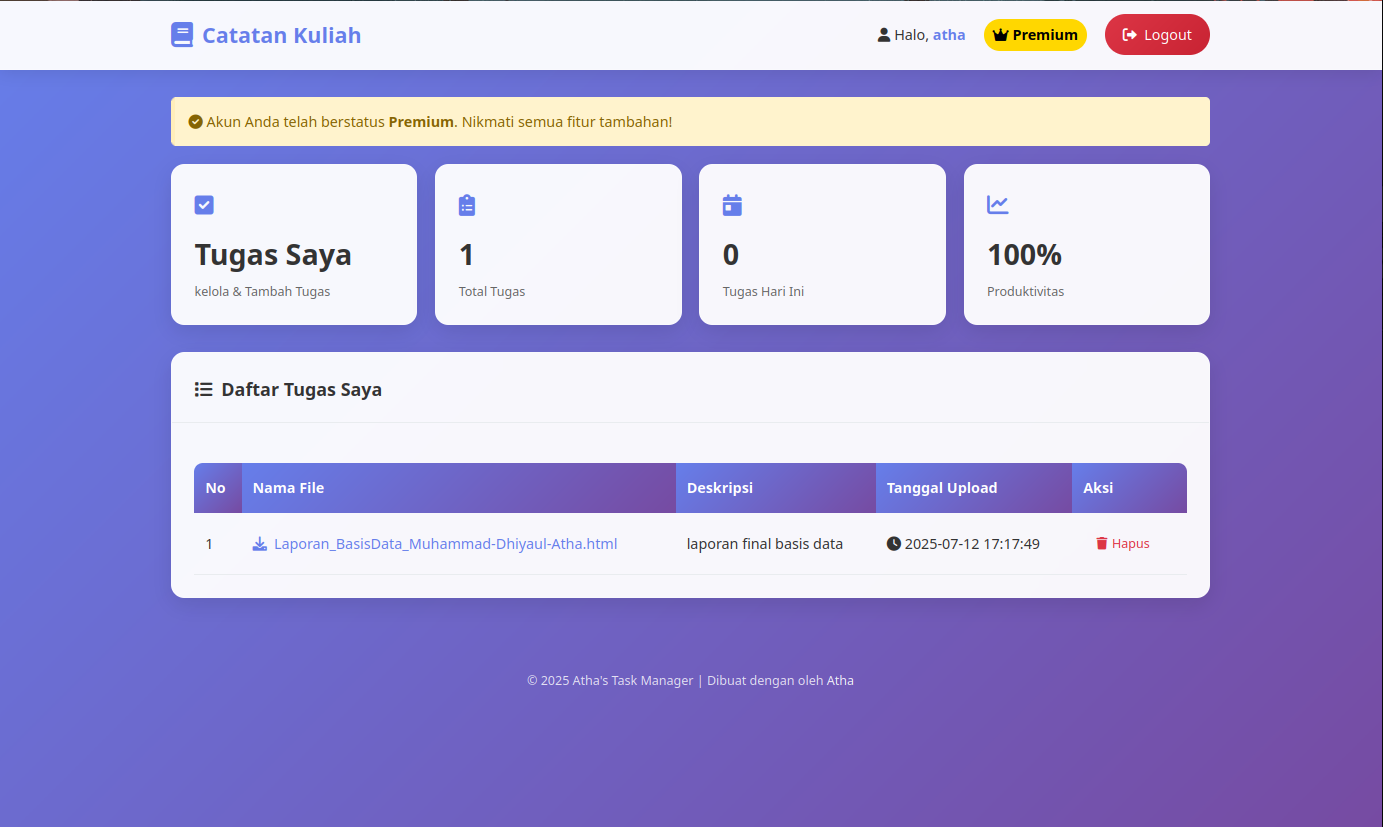 Catatan Kuliah
Halo, atha
Premium
Logout
Akun Anda telah berstatus Premium. Nikmati semua fitur tambahan!
Tugas Saya
kelola & Tambah Tugas
1
Total Tugas
0
Tugas Hari Ini
100%
Produktivitas
Daftar Tugas Saya
No Nama File Deskripsi Tanggal Upload Aksi
1 Laporan_BasisData_Muhammad-Dhiyaul-Atha.html laporan final basis data 2025-07-12 17:17:49 Hapus
© 2025 Atha's Task Manager | Dibuat dengan oleh Atha